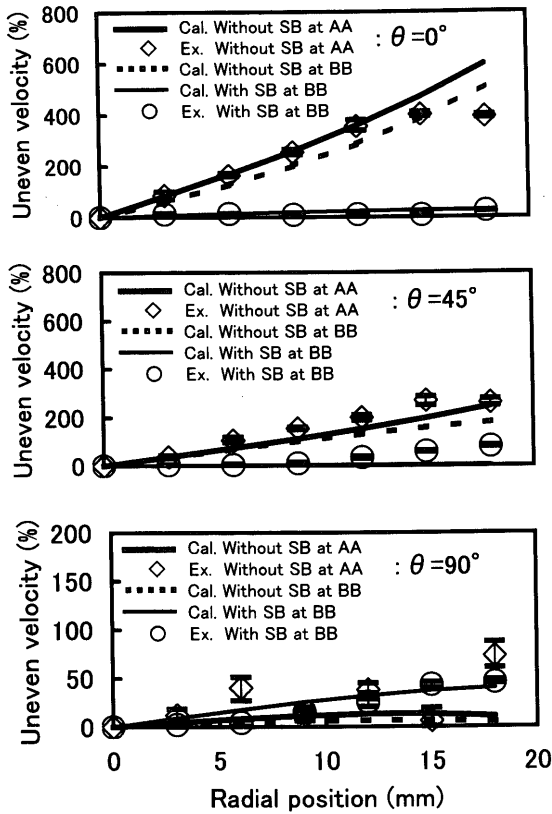 Uneven velocity (%)
800
600
400
200
0
Cal. Without SB at AA
Ex. Without SB at AA
Cal. Without SB at BB
Cal. With SB at BB
Ex. With SB at BB
: θ=0°
Uneven velocity (%)
800
600
400
200
0
Cal. Without SB at AA
Ex. Without SB at AA
Cal. Without SB at BB
Cal. With SB at BB
Ex. With SB at BB
: θ=45°
Uneven velocity (%)
200
150
100
50
0
Cal. Without SB at AA
Ex. Without SB at AA
Cal. Without SB at BB
Cal. With SB at BB
Ex. With SB at BB
: θ=90°
0 5 10 15 20
Radial position (mm)